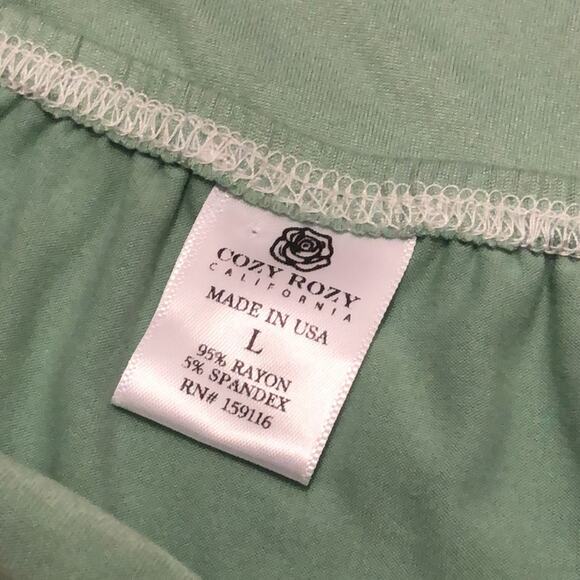 COZY ROZY
CALIFORNIA
MADE IN USA
L
95% RAYON
5% SPANDEX
RN# 159116